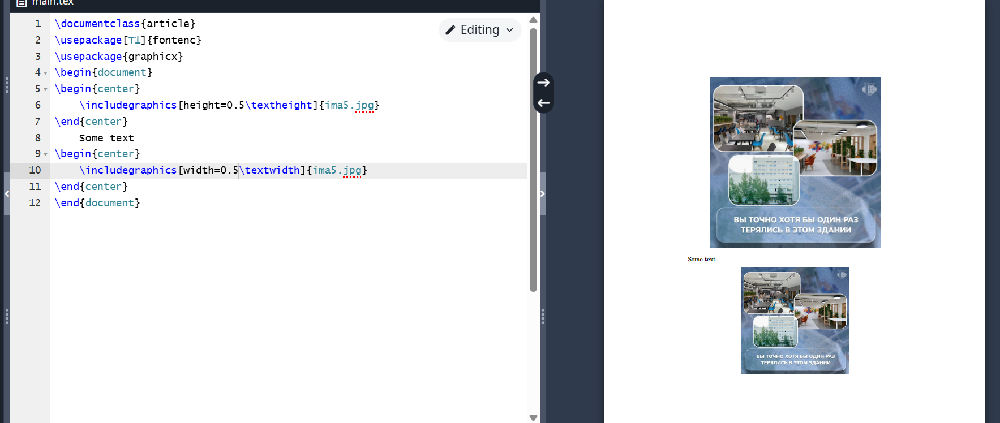 main.tex
Editing
1 \documentclass{article}
2 \usepackage[T1]{fontenc}
3 \usepackage{graphicx}
4 \begin{document}
5 \begin{center}
6 \includegraphics[height=0.5\textheight]{ima5.jpg}
7 \end{center}
8 Some text
9 \begin{center}
10 \includegraphics[width=0.5\textwidth]{ima5.jpg}
11 \end{center}
12 \end{document}
ВЫ ТОЧНО ХОТЯ БЫ ОДИН РАЗ
ТЕРЯЛИСЬ В ЭТОМ ЗДАНИИ
Some text
ВЫ ТОЧНО ХОТЯ БЫ ОДИН РАЗ
ТЕРЯЛИСЬ В ЭТОМ ЗДАНИИ